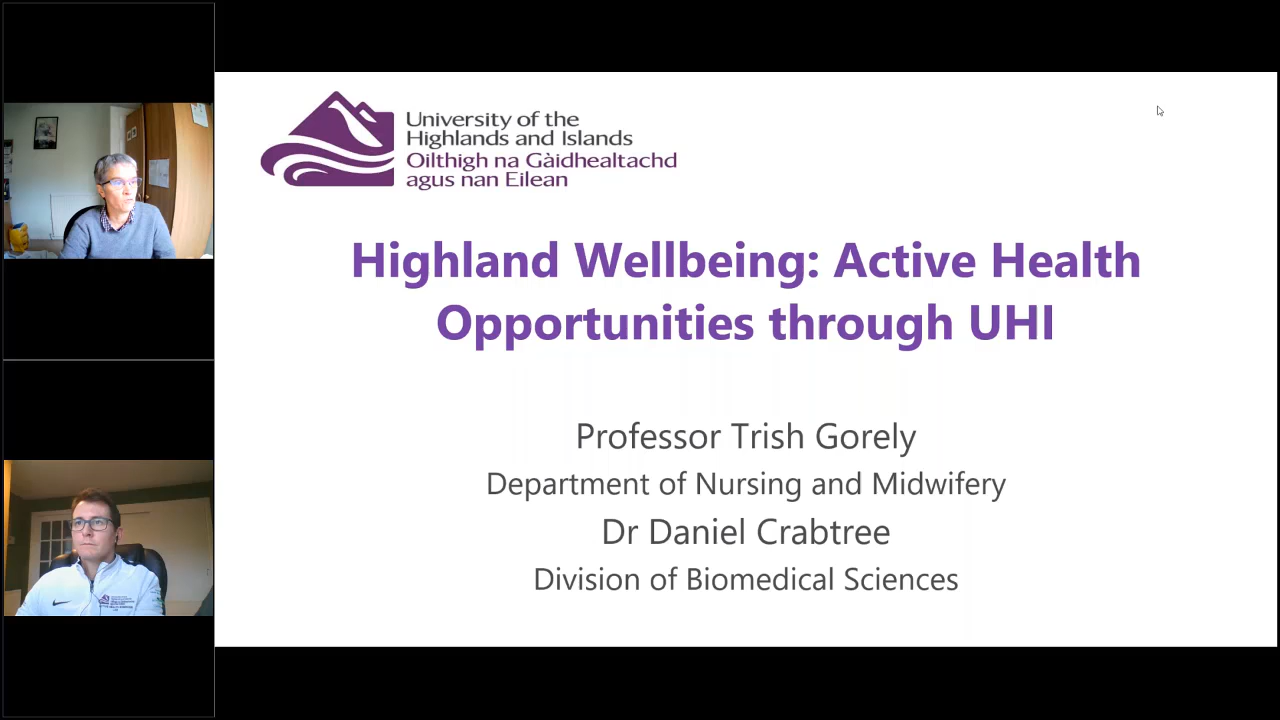 University of the
Highlands and Islands
Oilthigh na Gàidhealtachd
agus nan Eilean
Highland Wellbeing: Active Health
Opportunities through UHI
Professor Trish Gorely
Department of Nursing and Midwifery
Dr Daniel Crabtree
Division of Biomedical Sciences